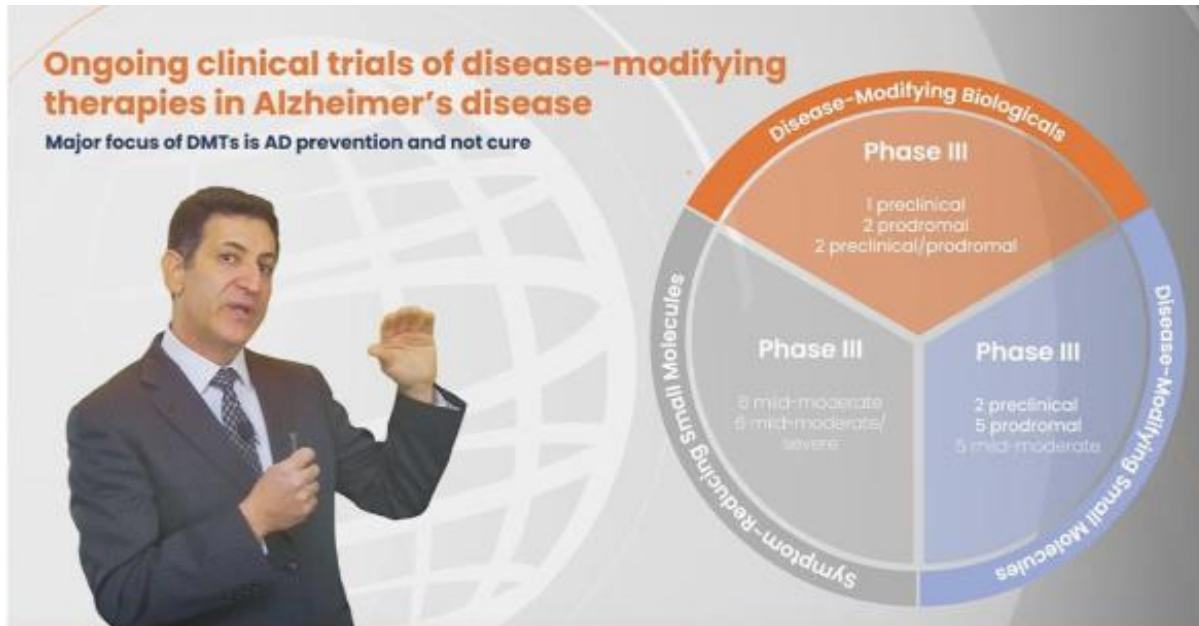 Ongoing clinical trials of disease-modifying
therapies in Alzheimer's disease
Major focus of DMTs is AD prevention and not cure
Disease-Modifying Biologicals
Phase III
1 preclinical
2 prodromal
2 preclinical/prodromal
Disease-Modifying Small Molecules
Phase III
2 preclinical
5 prodromal
5 mild-moderate
Symptom-Reducing Small Molecules
Phase III
mild-moderate
6 mild-moderate/
severe